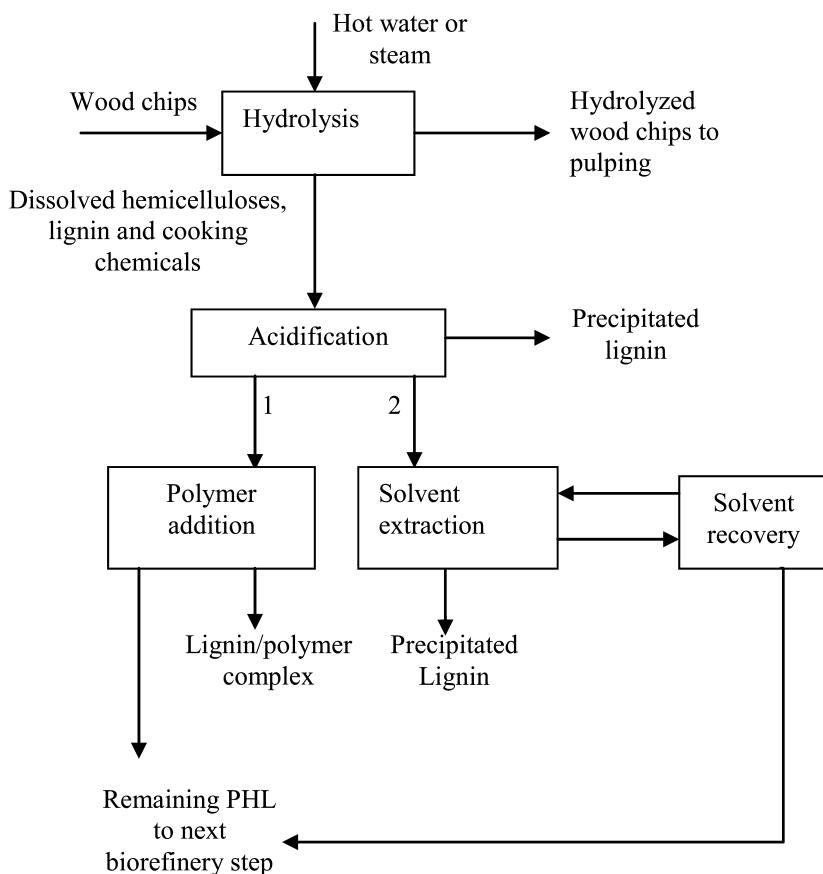 Hot water or
steam
Wood chips
Hydrolysis
Hydrolyzed
wood chips to
pulping
Dissolved hemicelluloses,
lignin and cooking
chemicals
Acidification
Precipitated
lignin
1
2
Polymer
addition
Solvent
extraction
Solvent
recovery
Lignin/polymer
complex
Precipitated
Lignin
Remaining PHL
to next
biorefinery step